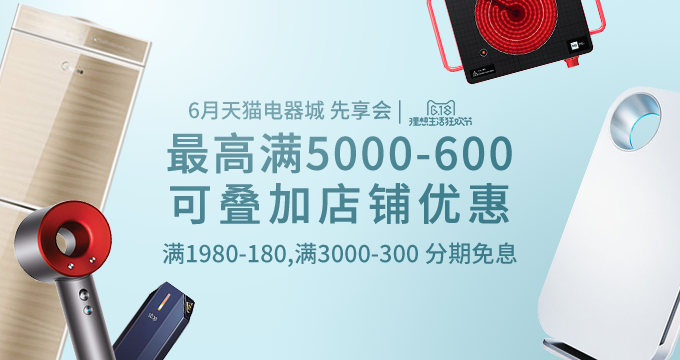 6月天猫电器城 先享会 |
6.18
理想生活狂欢节
最高满5000-600
可叠加店铺优惠
满1980-180,满3000-300 分期免息